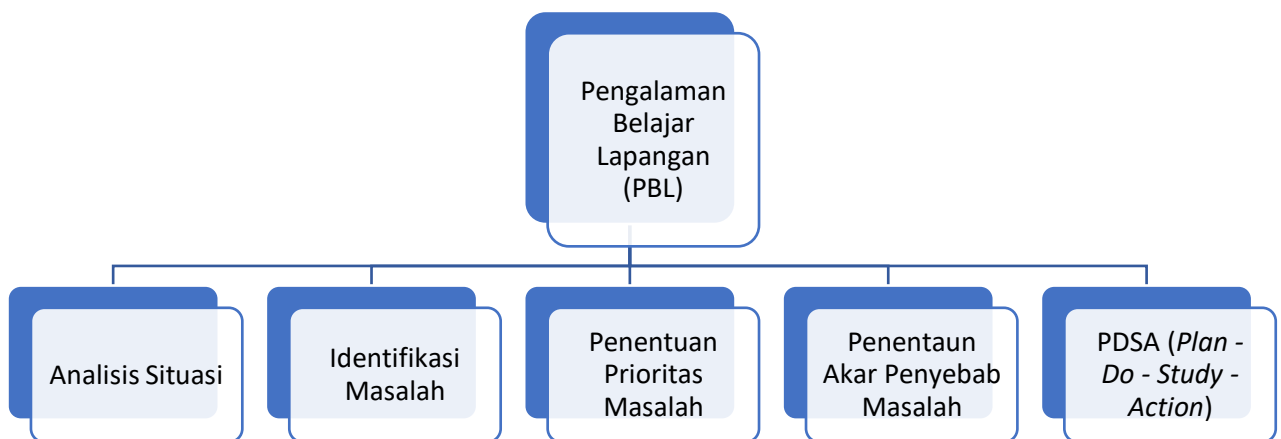 Pengalaman
Belajar
Lapangan
(PBL)
Analisis Situasi
Identifikasi
Masalah
Penentuan
Prioritas
Masalah
Penentaun
Akar Penyebab
Masalah
PDSA (Plan -
Do - Study -
Action)